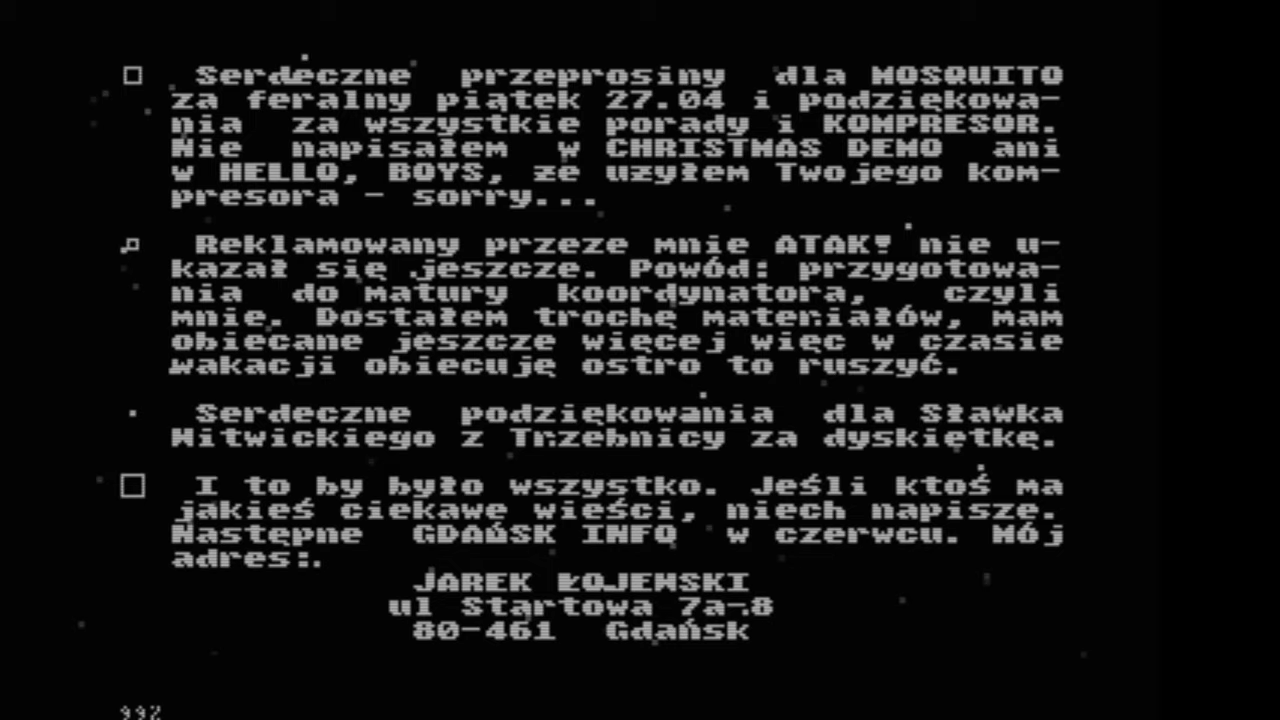 Serdeczne przeprosiny dla MOSQUITO
za feralny piątek 27.04 i podziękowa-
nia za wszystkie porady i KOMPRESOR.
Nie napisałem w CHRISTMAS DEMO ani
w HELLO, BOYS, ze uzyłem Twojego kom-
presora - sorry...
Reklamowany przeze mnie ATAK! nie u-
kazał się jeszcze. Powód: przygotowa-
nia do matury koordynatora, czyli
mnie. Dostałem trochę materiałów, mam
obiecane jeszcze więcej więc w czasie
wakacji obiecuję ostro to ruszyć.
Serdeczne podziękowania dla Sławka
Nitwickiego z Trzebnicy za dyskietkę.
I to by było wszystko. Jeśli ktoś ma
jakieś ciekawe wieści, niech napisze.
Następne GDAŃSK INFO w czerwcu. Mój
adres:
JAREK ŁOJEWSKI
ul Startowa 7a-8
80-461 Gdańsk